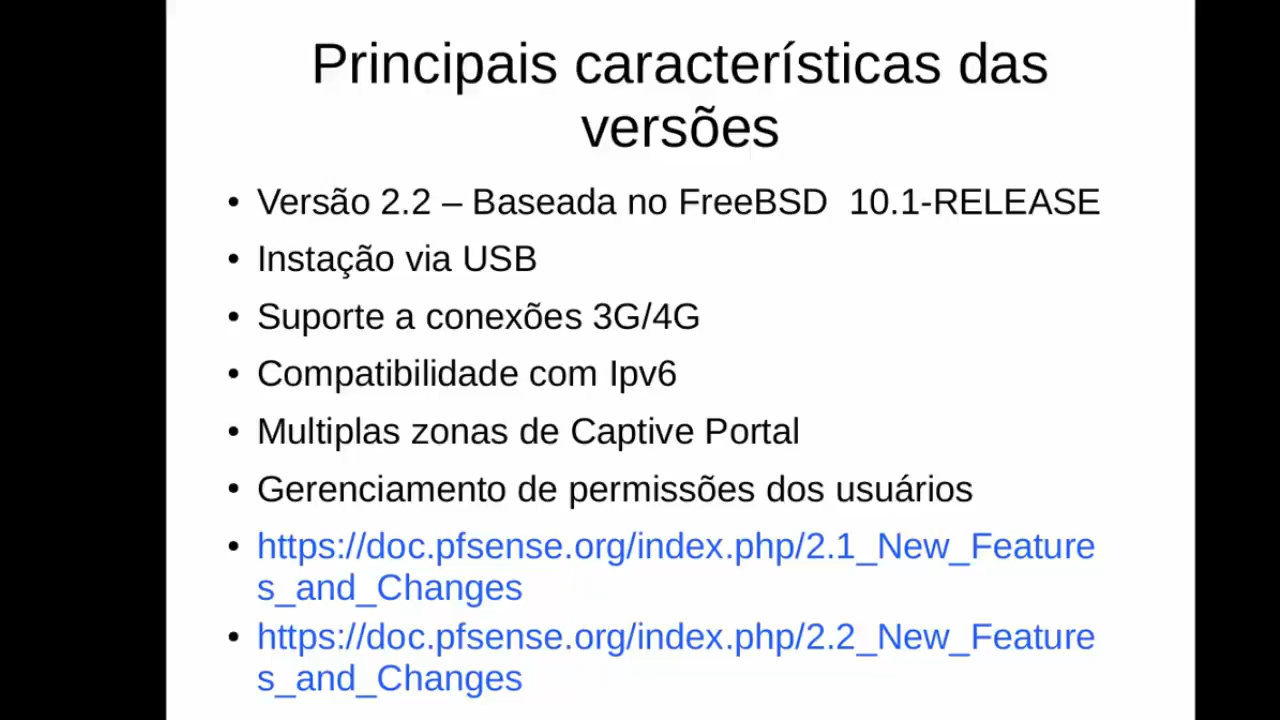 Principais características das
versões
• Versão 2.2 – Baseada no FreeBSD  10.1-RELEASE
• Instação via USB
• Suporte a conexões 3G/4G
• Compatibilidade com Ipv6
• Multiplas zonas de Captive Portal
• Gerenciamento de permissões dos usuários
• https://doc.pfsense.org/index.php/2.1_New_Feature
s_and_Changes
• https://doc.pfsense.org/index.php/2.2_New_Feature
s_and_Changes